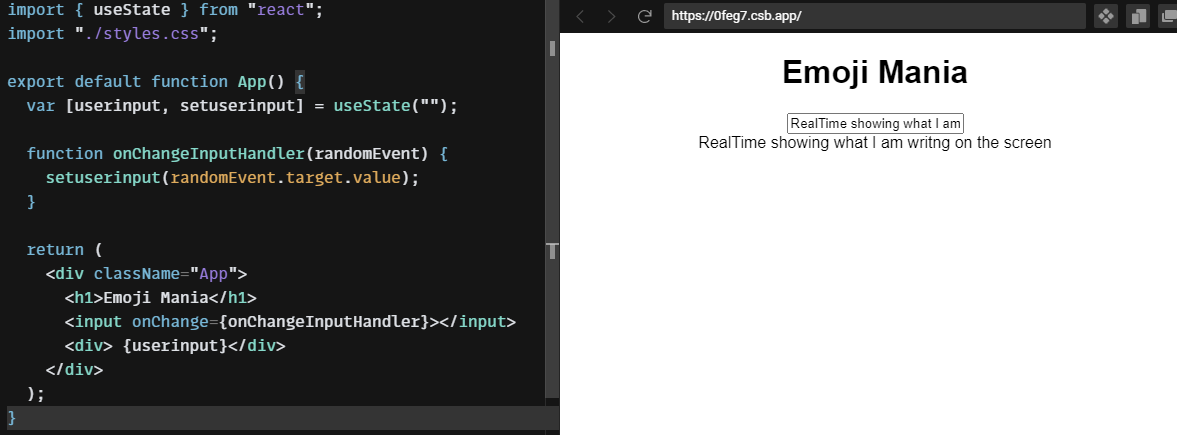 import { useState } from "react";
import "./styles.css";
export default function App() {
var [userinput, setuserinput] = useState("");
function onChangeInputHandler(randomEvent) {
setuserinput(randomEvent.target.value);
}
return (
<div className="App">
<h1>Emoji Mania</h1>
<input onChange={onChangeInputHandler}></input>
<div> {userinput}</div>
</div>
);
}
https://0feg7.csb.app/
Emoji Mania
RealTime showing what I am
RealTime showing what I am writng on the screen